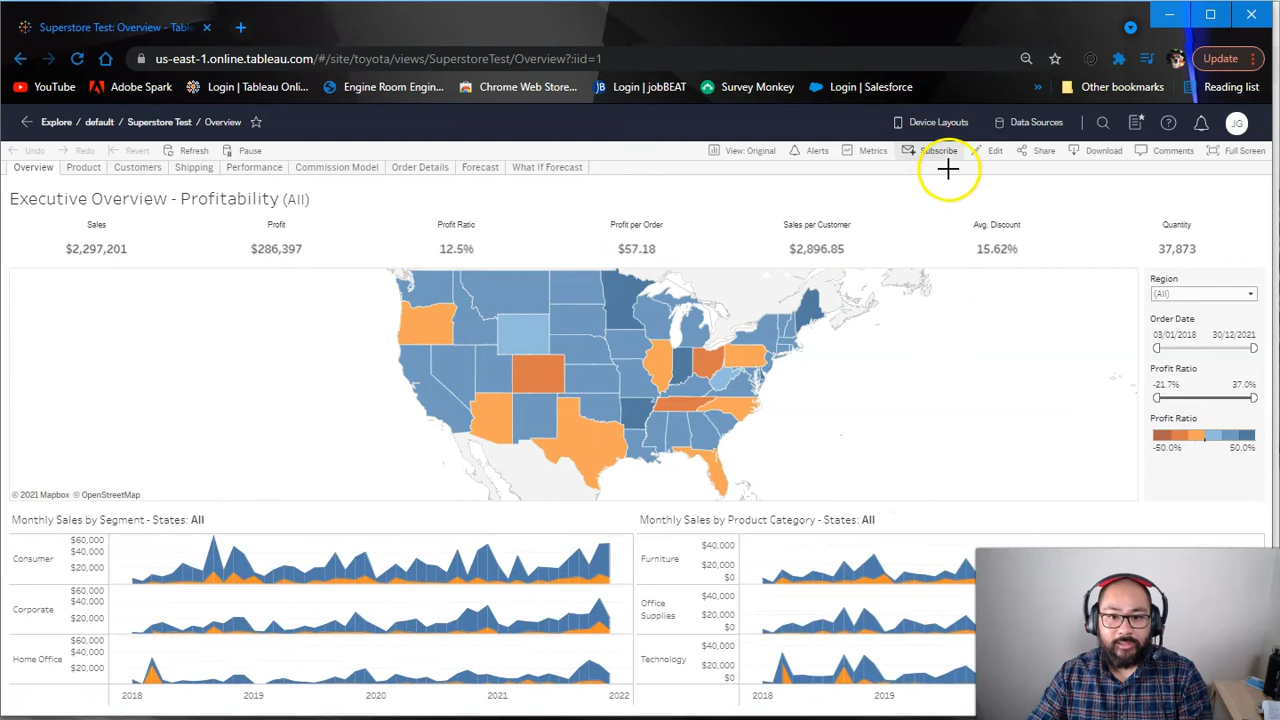 Superstore Test: Overview - Tabl
us-east-1.online.tableau.com/#/site/toyota/views/SuperstoreTest/Overview?:iid=1
Update
YouTube
Adobe Spark
Login | Tableau Onli...
Engine Room Engin...
Chrome Web Store...
Login | jobBEAT
Survey Monkey
Login | Salesforce
»
Other bookmarks
Reading list
Explore / default / Superstore Test / Overview
Device Layouts
Data Sources
JG
Undo
Redo
Revert
Refresh
Pause
View: Original
Alerts
Metrics
Subscribe
Edit
Share
Download
Comments
Full Screen
Overview
Product
Customers
Shipping
Performance
Commission Model
Order Details
Forecast
What If Forecast
Executive Overview - Profitability (All)
Sales
Profit
Profit Ratio
Profit per Order
Sales per Customer
Avg. Discount
Quantity
$2,297,201
$286,397
12.5%
$57.18
$2,896.85
15.62%
37,873
Region
(All)
Order Date
03/01/2018
30/12/2021
Profit Ratio
-21.7%
37.0%
Profit Ratio
-50.0%
50.0%
© 2021 Mapbox © OpenStreetMap
Monthly Sales by Segment - States: All
Consumer
$60,000
$40,000
$20,000
Corporate
$60,000
$40,000
$20,000
Home Office
$60,000
$40,000
$20,000
2018
2019
2020
2021
2022
Monthly Sales by Product Category - States: All
Furniture
$40,000
$20,000
$0
Office
Supplies
$40,000
$20,000
$0
Technology
$40,000
$20,000
$0
2018
2019